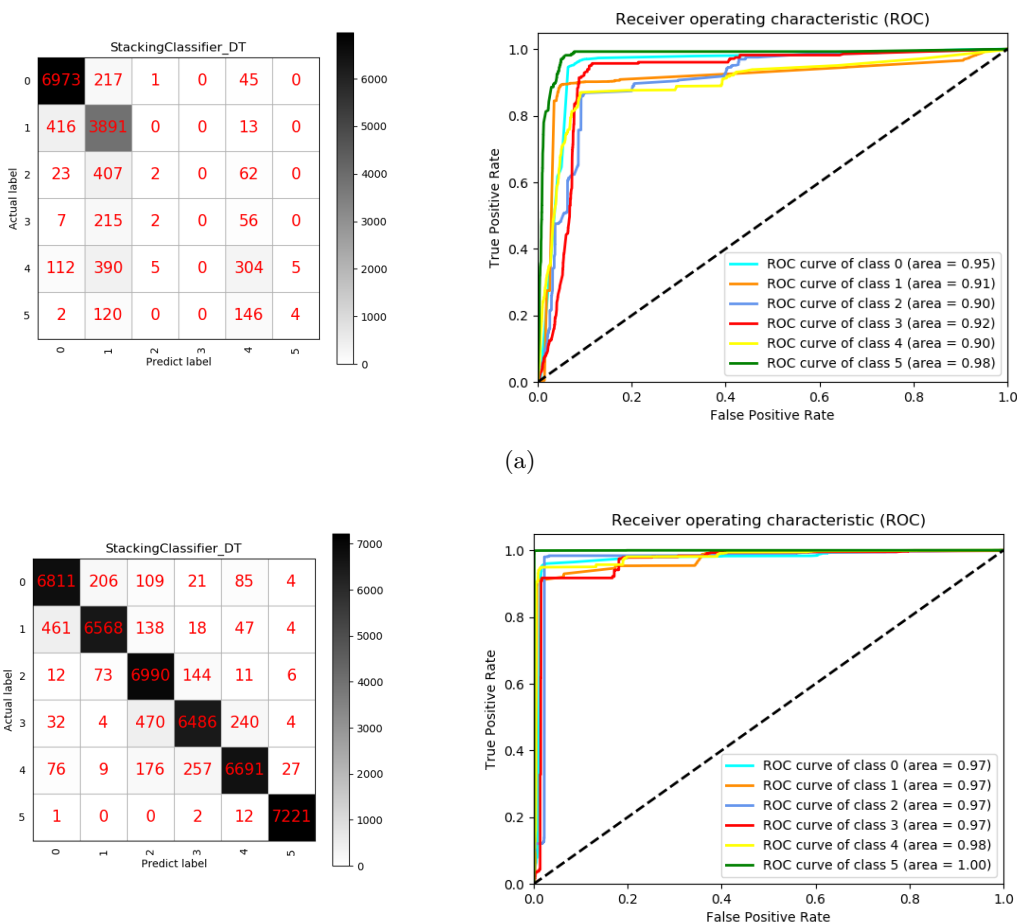 StackingClassifier_DT
0 6973 217 1 0 45 0
1 416 3891 0 0 13 0
2 23 407 2 0 62 0
3 7 215 2 0 56 0
4 112 390 5 0 304 5
5 2 120 0 0 146 4
0 1 2 3 4 5
Actual label
Predict label
6000
5000
4000
3000
2000
1000
0
Receiver operating characteristic (ROC)
1.0
0.8
0.6
0.4
0.2
0.0
True Positive Rate
ROC curve of class 0 (area = 0.95)
ROC curve of class 1 (area = 0.91)
ROC curve of class 2 (area = 0.90)
ROC curve of class 3 (area = 0.92)
ROC curve of class 4 (area = 0.90)
ROC curve of class 5 (area = 0.98)
0.0 0.2 0.4 0.6 0.8 1.0
False Positive Rate
(a)
StackingClassifier_DT
0 6811 206 109 21 85 4
1 461 6568 138 18 47 4
2 12 73 6990 144 11 6
3 32 4 470 6486 240 4
4 76 9 176 257 6691 27
5 1 0 0 2 12 7221
0 1 2 3 4 5
Actual label
Predict label
7000
6000
5000
4000
3000
2000
1000
0
Receiver operating characteristic (ROC)
1.0
0.8
0.6
0.4
0.2
0.0
True Positive Rate
ROC curve of class 0 (area = 0.97)
ROC curve of class 1 (area = 0.97)
ROC curve of class 2 (area = 0.97)
ROC curve of class 3 (area = 0.97)
ROC curve of class 4 (area = 0.98)
ROC curve of class 5 (area = 1.00)
0.0 0.2 0.4 0.6 0.8 1.0
False Positive Rate